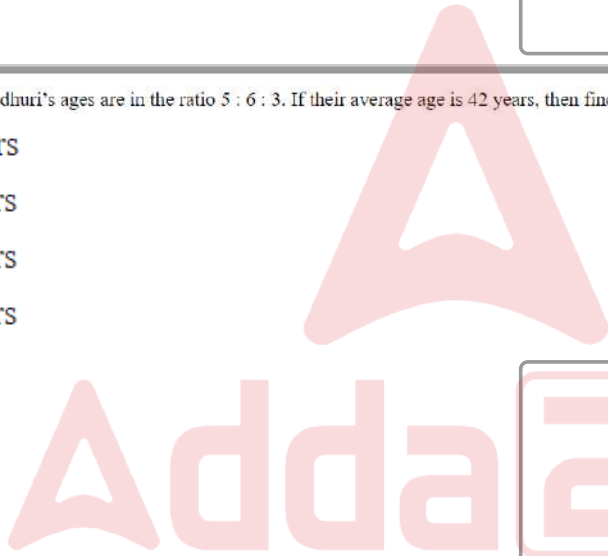 dhuri's ages are in the ratio 5 : 6 : 3. If their average age is 42 years, then
rs
rs
rs
rs
Adda